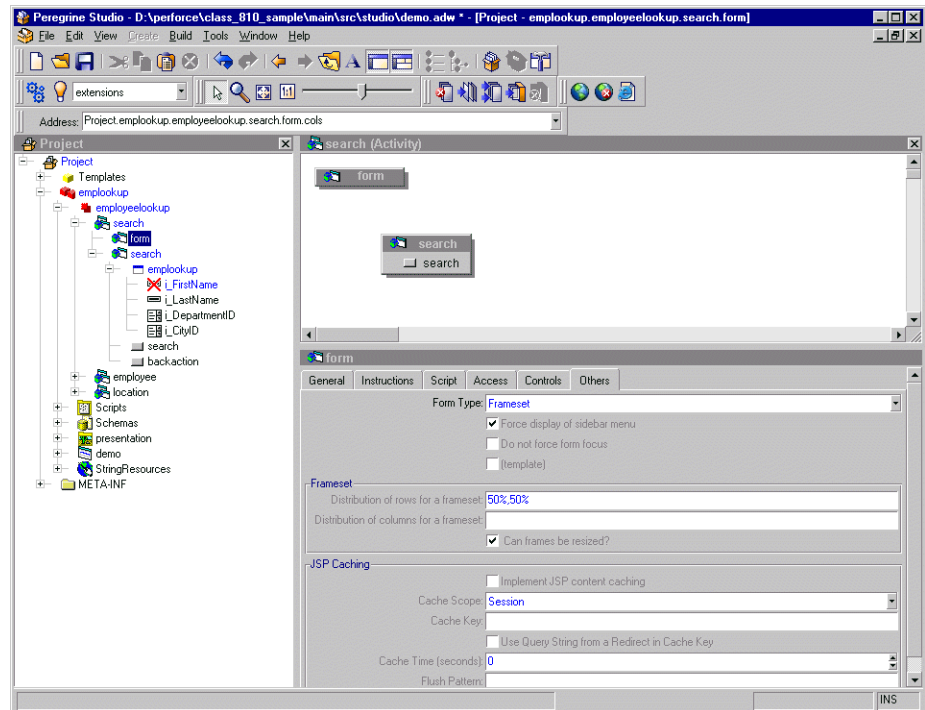 Peregrine Studio - D:\perforce\class_810_sample\main\src\studio\demo.adw * - [Project - emplookup.employeelookup.search.form]
File Edit View Create Build Tools Window Help
extensions
Address: Project.emplookup.employeelookup.search.form.cols
Project
Project
Templates
emplookup
employeelookup
search
form
search
emplookup
i_FirstName
i_LastName
i_DepartmentID
i_CityID
search
backaction
employee
location
Scripts
Schemas
presentation
demo
StringResources
META-INF
search (Activity)
form
search
search
form
General Instructions Script Access Controls Others
Form Type: Frameset
Force display of sidebar menu
Do not force form focus
(template)
Frameset
Distribution of rows for a frameset: 50%,50%
Distribution of columns for a frameset:
Can frames be resized?
JSP Caching
Implement JSP content caching
Cache Scope: Session
Cache Key:
Use Query String from a Redirect in Cache Key
Cache Time (seconds): 0
Flush Pattern:
INS